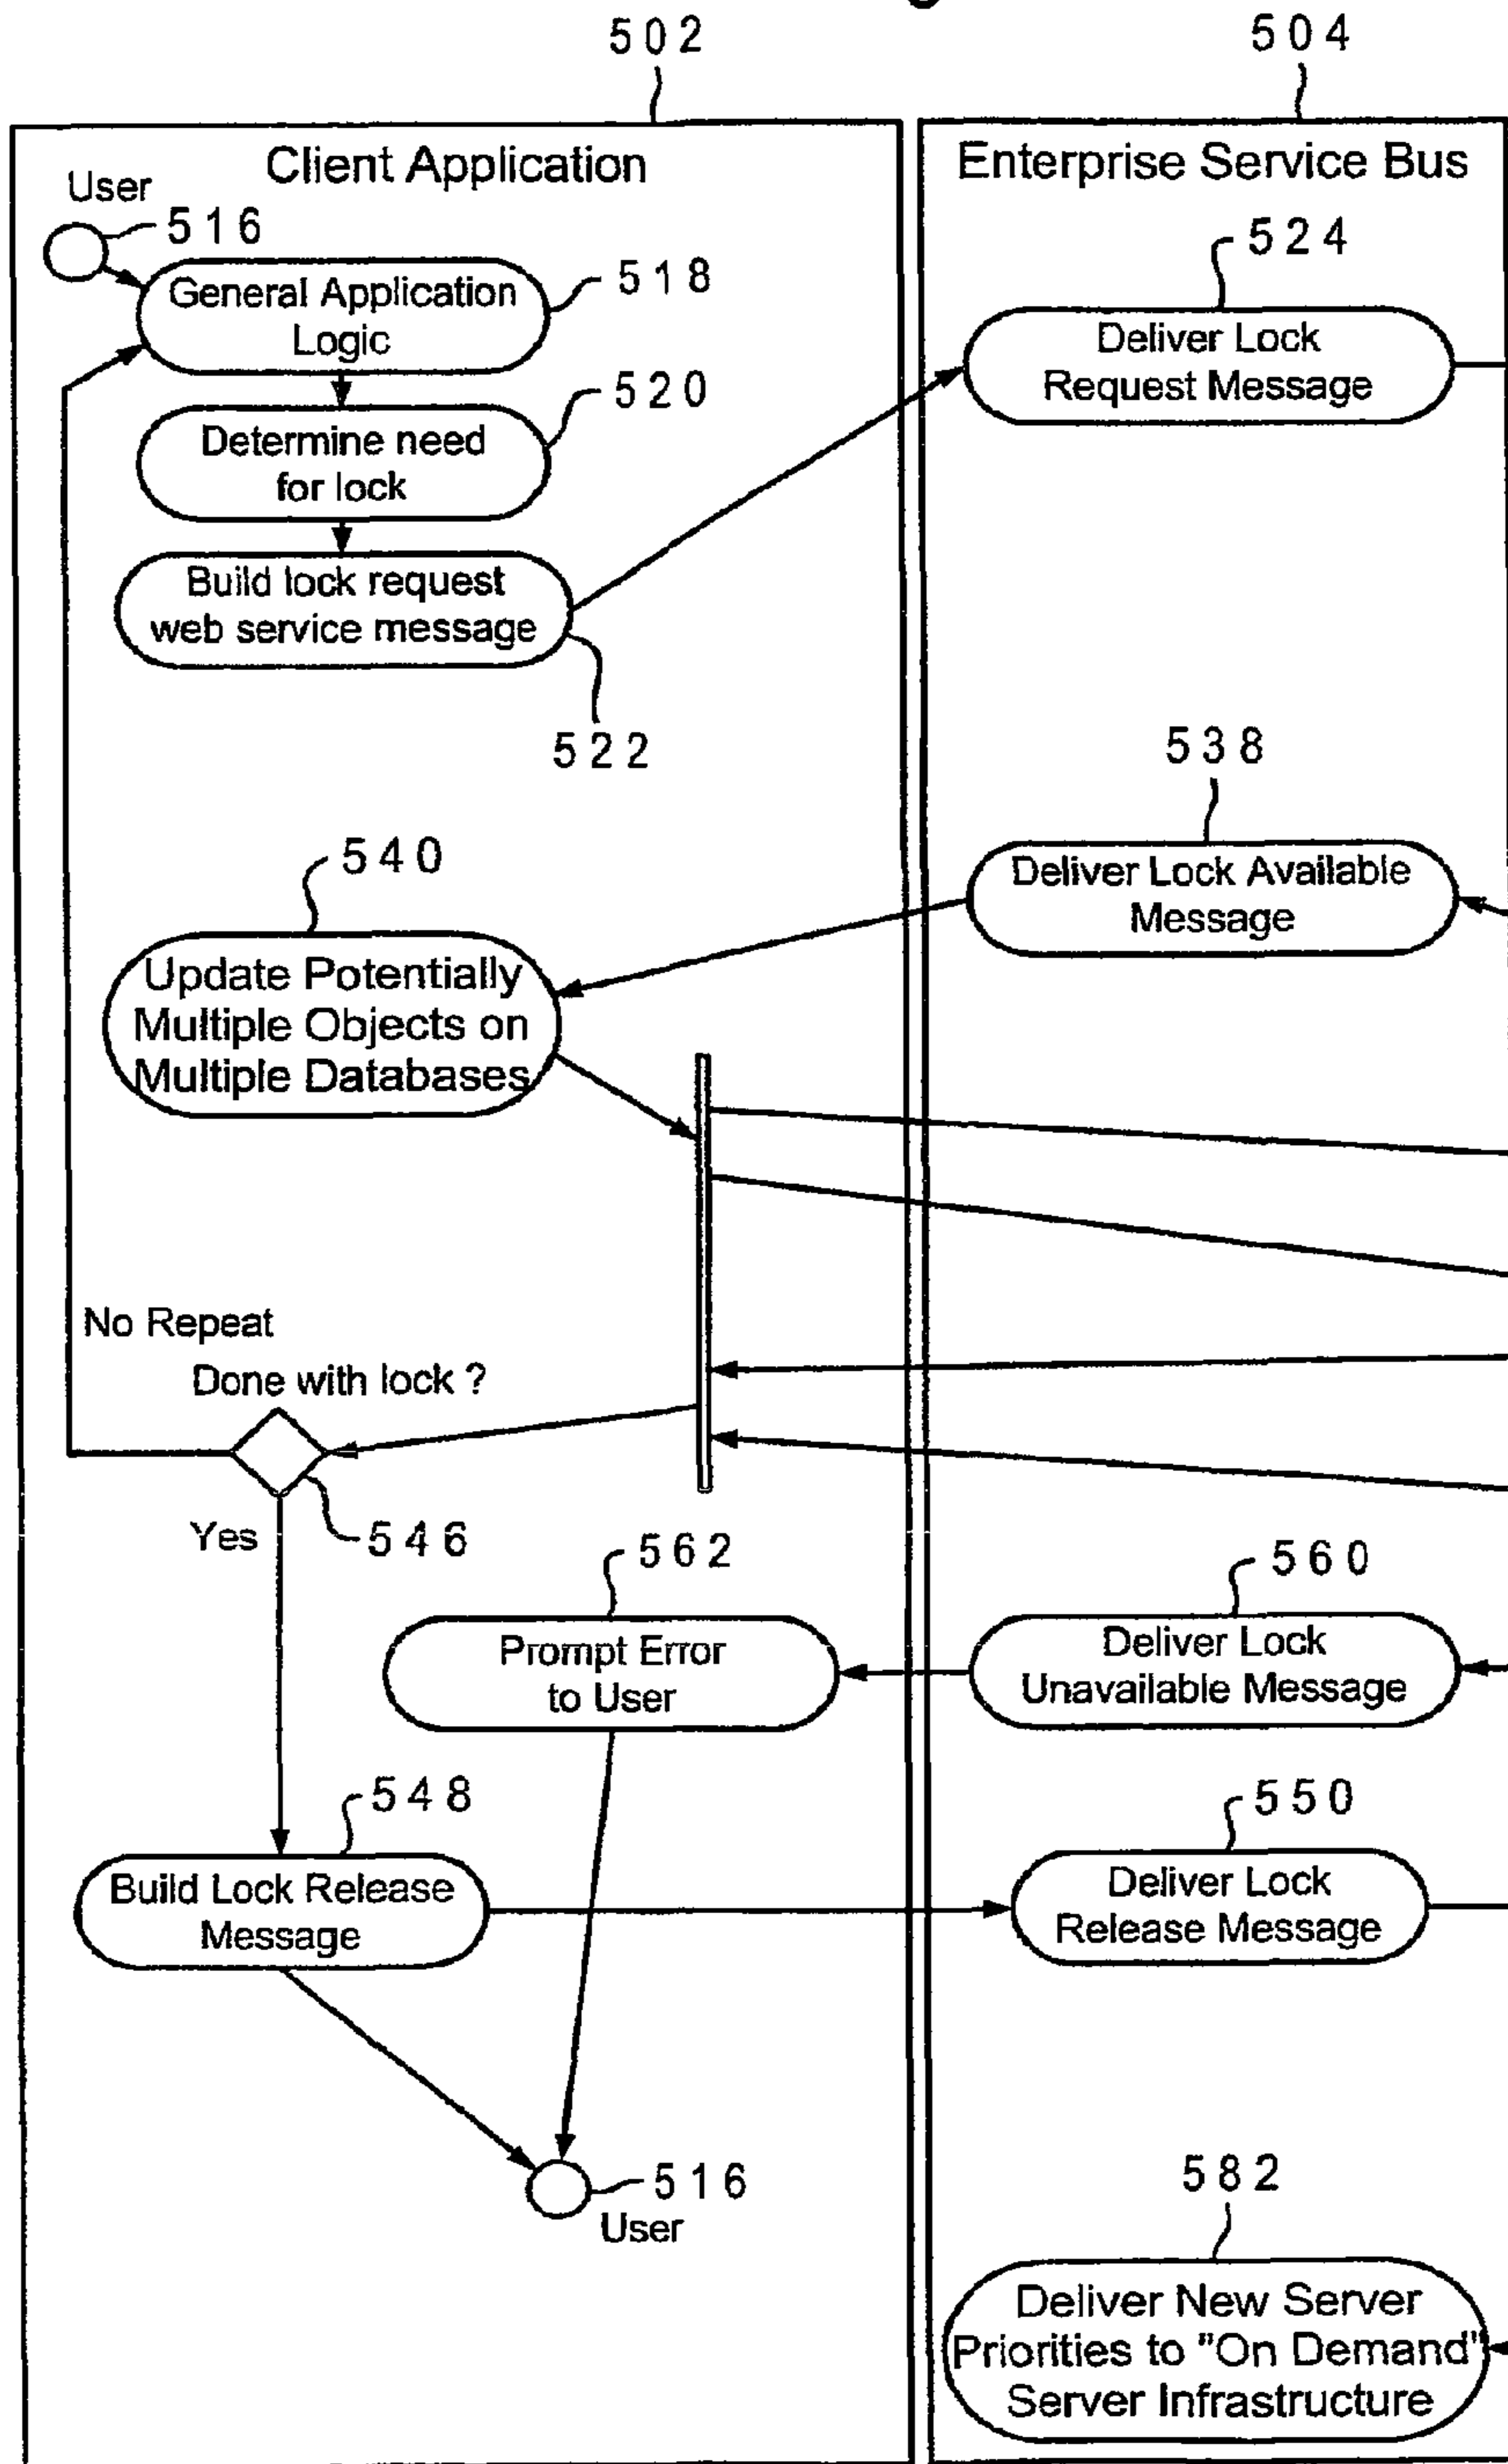 502
504
Client Application
Enterprise Service Bus
User
516
524
General Application
Logic
518
Deliver Lock
Request Message
520
Determine need
for lock
Build lock request
web service message
522
538
540
Deliver Lock Available
Message
Update Potentially
Multiple Objects on
Multiple Databases
No Repeat
Done with lock ?
Yes
546
562
560
Prompt Error
to User
Deliver Lock
Unavailable Message
548
550
Build Lock Release
Message
Deliver Lock
Release Message
516
User
582
Deliver New Server
Priorities to "On Demand"
Server Infrastructure